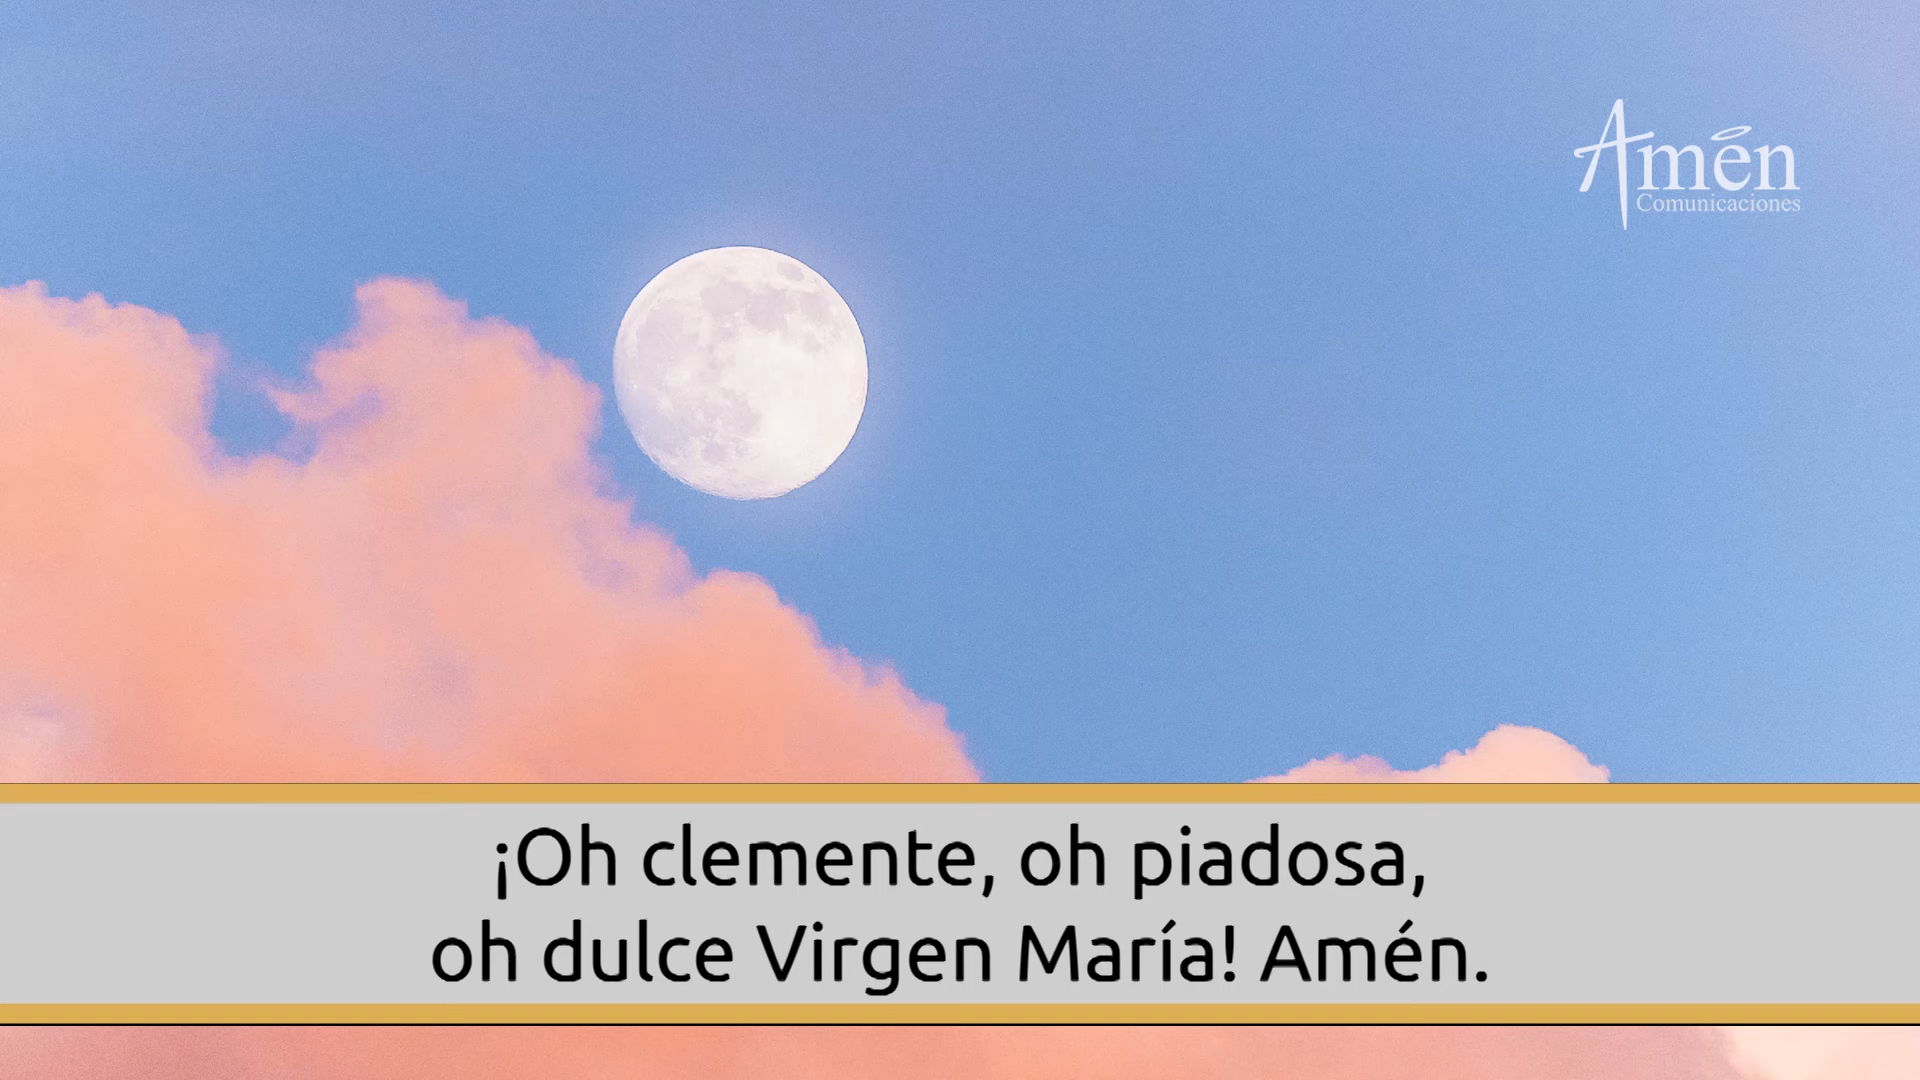 Amén
Comunicaciones
¡Oh clemente, oh piadosa,
oh dulce Virgen María! Amén.